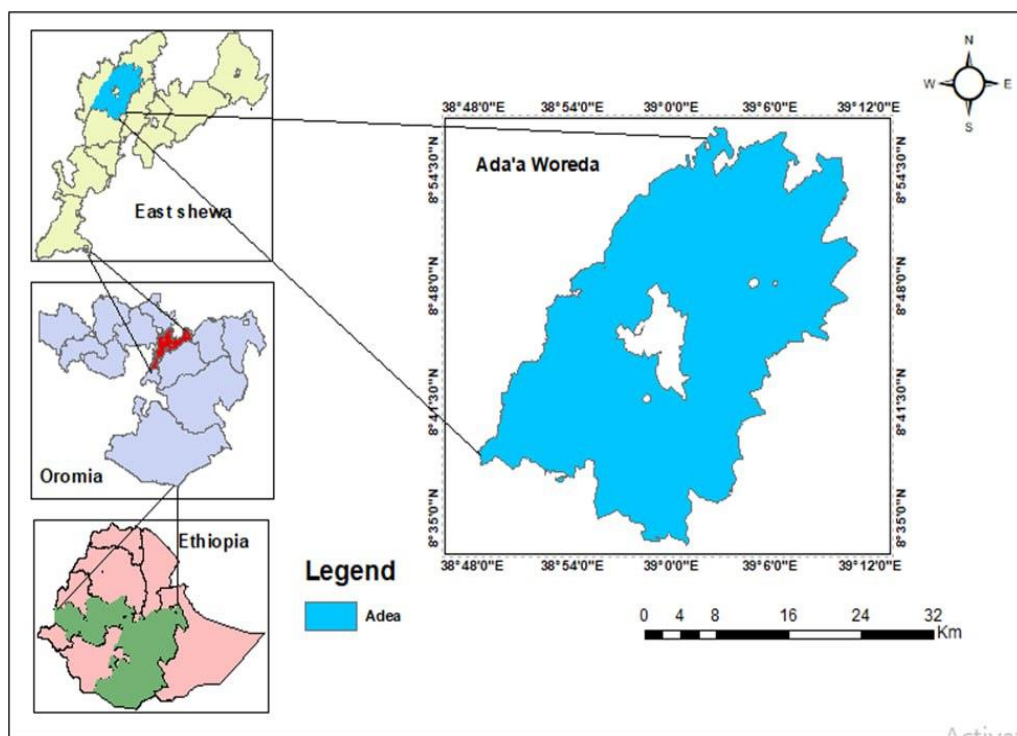 East shewa
Oromia
Ethiopia
N
W E
S
38°48'0"E 38°54'0"E 39°0'0"E 39°6'0"E 39°12'0"E
Ada'a Woreda
8°54'30"N
8°48'0"N
8°41'30"N
8°35'0"N
8°54'30"N
8°48'0"N
8°41'30"N
8°35'0"N
38°48'0"E 38°54'0"E 39°0'0"E 39°6'0"E 39°12'0"E
Legend
Adea
0 4 8 16 24 32
Km